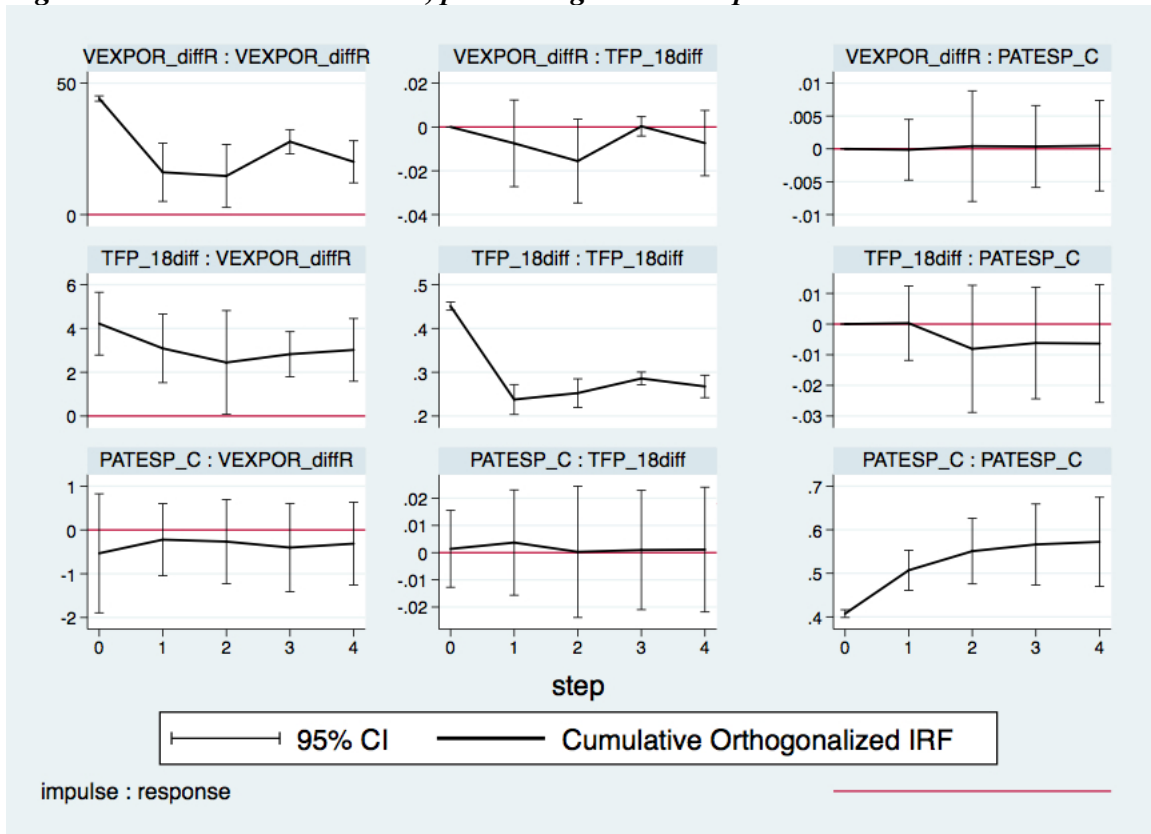 VEXPOR_diffR : VEXPOR_diffR
VEXPOR_diffR : TFP_18diff
VEXPOR_diffR : PATESP_C
50
0
.02
0
-.02
-.04
.01
.005
0
-.005
-.01
TFP_18diff : VEXPOR_diffR
TFP_18diff : TFP_18diff
TFP_18diff : PATESP_C
6
4
2
0
.5
.4
.3
.2
.01
0
-.01
-.02
-.03
PATESP_C : VEXPOR_diffR
PATESP_C : TFP_18diff
PATESP_C : PATESP_C
1
0
-1
-2
.02
.01
0
-.01
-.02
.7
.6
.5
.4
0 1 2 3 4
0 1 2 3 4
0 1 2 3 4
step
95% CI
Cumulative Orthogonalized IRF
impulse : response